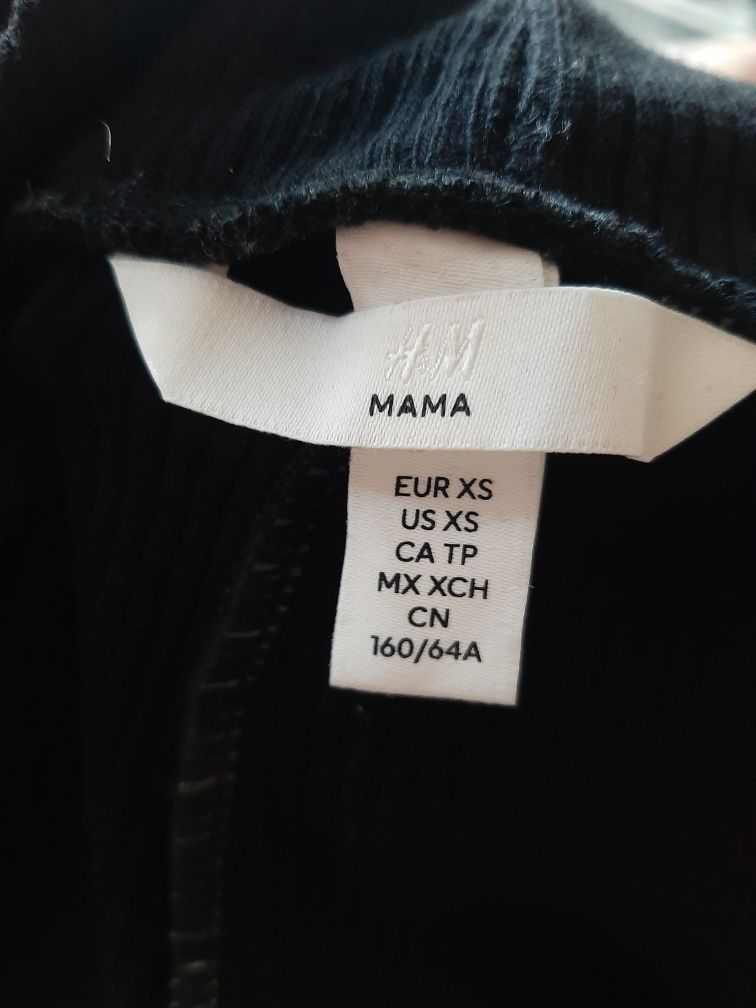 H&M
MAMA
EUR XS
US XS
CA TP
MX XCH
CN
160/64A